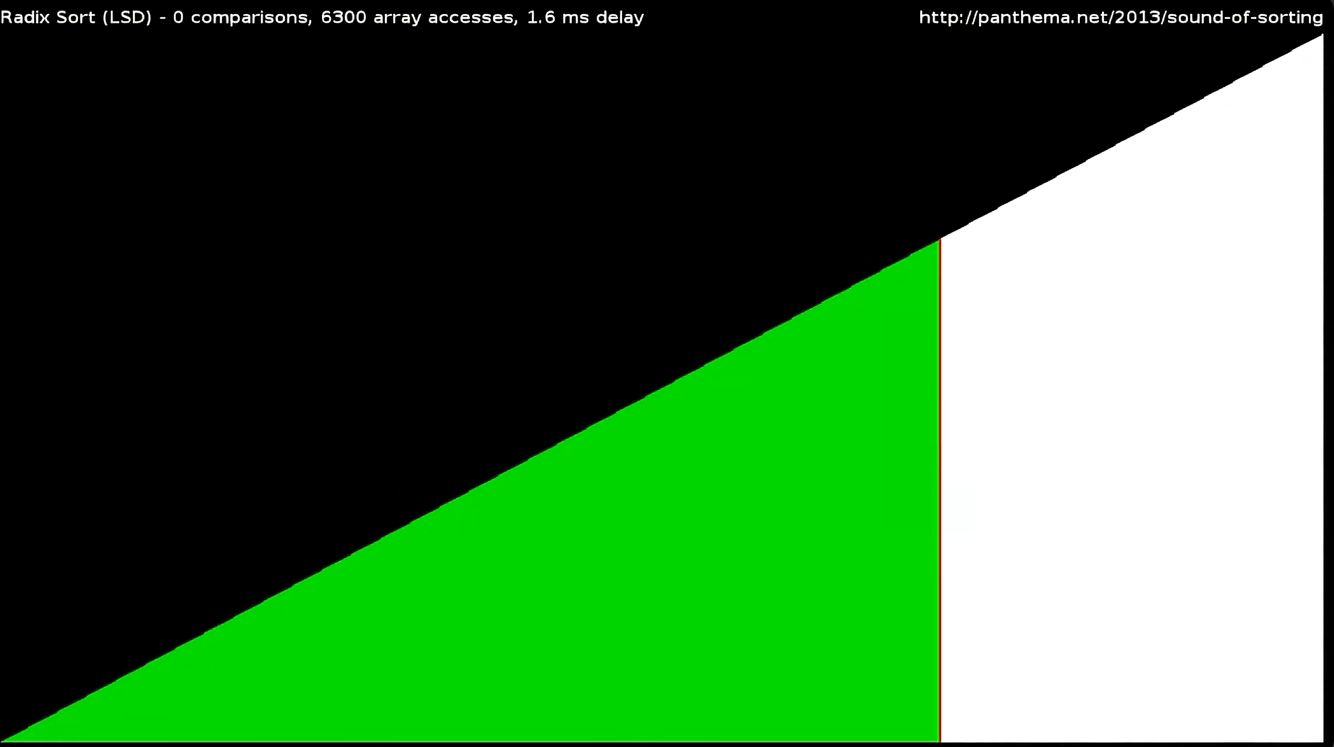 Radix Sort (LSD) - 0 comparisons, 6300 array accesses, 1.6 ms delay
http://panthema.net/2013/sound-of-sorting